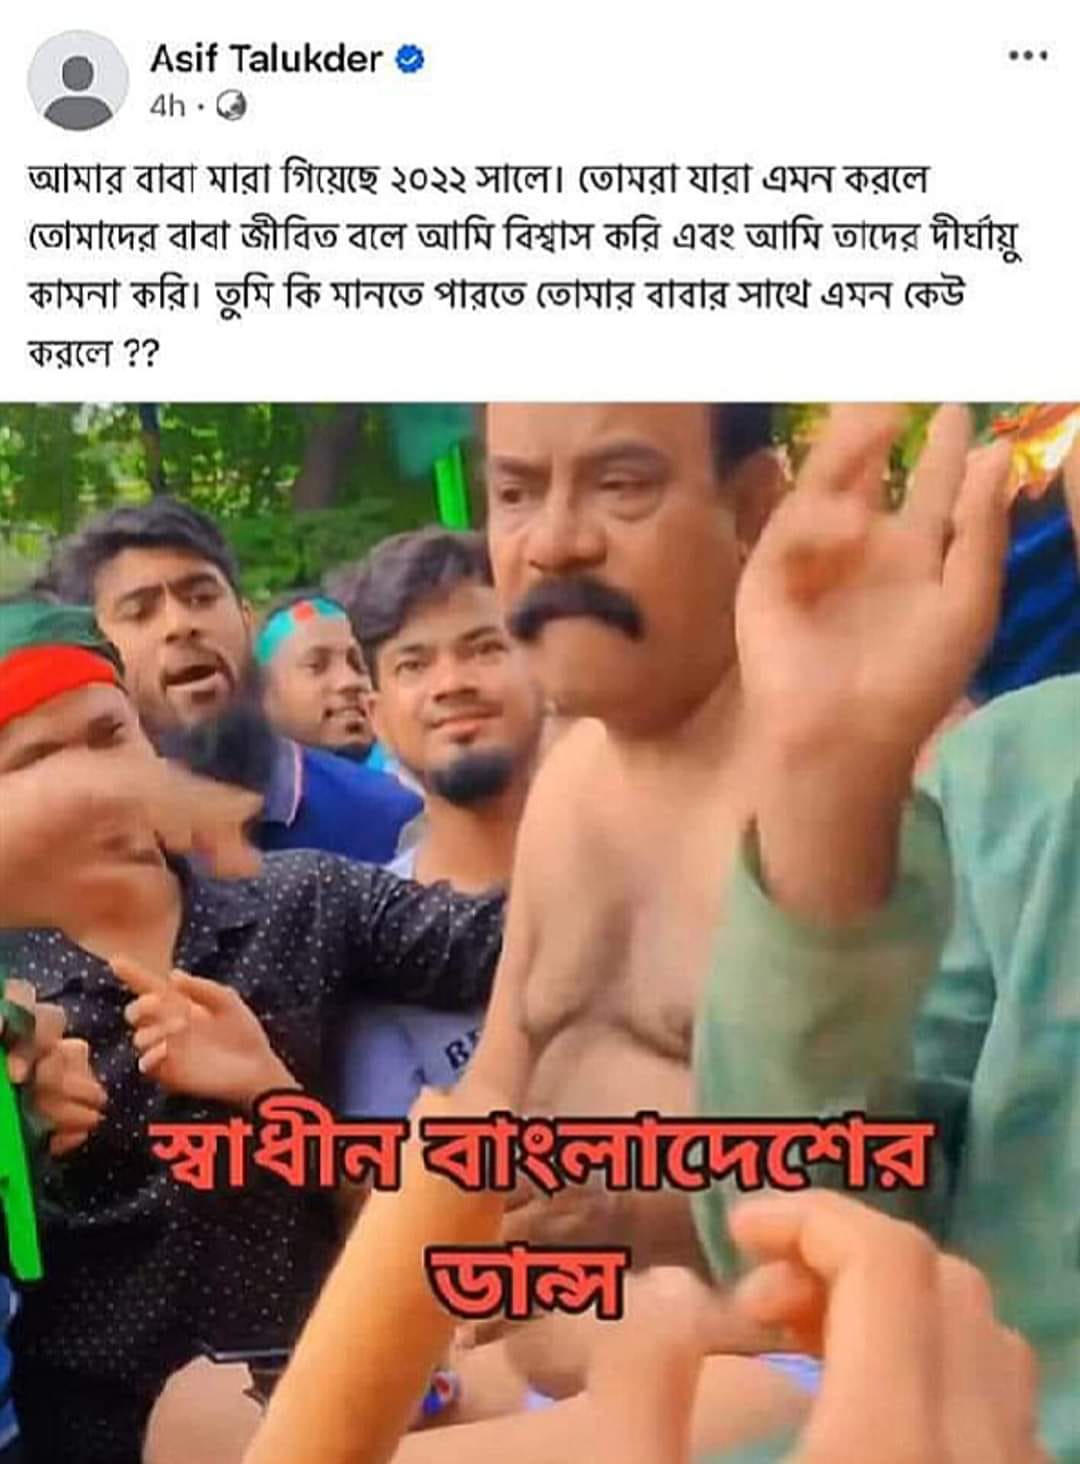 Asif Talukder
4h ·
আমার বাবা মারা গিয়েছে ২০২২ সালে। তোমরা যারা এমন করলে
তোমাদের বাবা জীবিত বলে আমি বিশ্বাস করি এবং আমি তাদের দীর্ঘায়ু
কামনা করি। তুমি কি মানতে পারতে তোমার বাবার সাথে এমন কেউ
করলে ??
স্বাধীন বাংলাদেশের
ডান্স